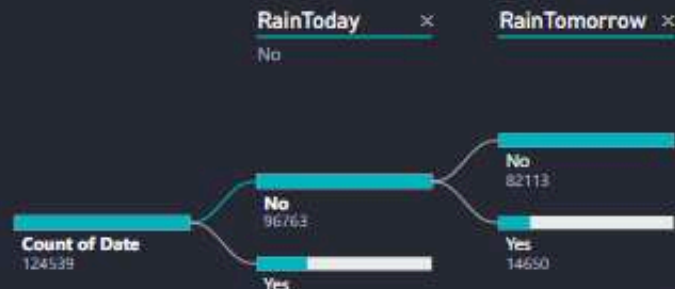 RainToday ×
RainTomorrow ×
No
No
82113
No
96763
Count of Date
124539
Yes
14650
Yes